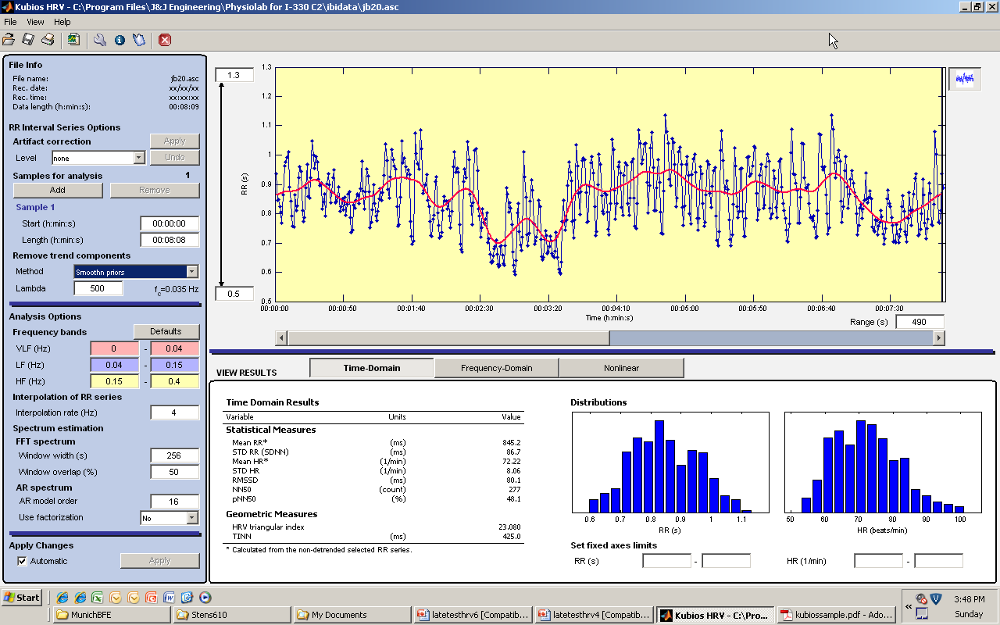 Kubios HRV - C:\Program Files\J&J Engineering\Physiolab for I-330 C2\ibidata\jb20.asc
File View Help
File Info
File name: jb20.asc
Rec. date: xx/xx/xx
Rec. time: xx:xx:xx
Data length (h:min:s): 00:08:09
RR Interval Series Options
Artifact correction Apply
Level none Undo
Samples for analysis 1
Add Remove
Sample 1
Start (h:min:s) 00:00:00
Length (h:min:s) 00:08:08
Remove trend components
Method Smoothn priors
Lambda 500 fc=0.035 Hz
Analysis Options
Frequency bands Defaults
VLF (Hz) 0 - 0.04
LF (Hz) 0.04 - 0.15
HF (Hz) 0.15 - 0.4
Interpolation of RR series
Interpolation rate (Hz) 4
Spectrum estimation
FFT spectrum
Window width (s) 256
Window overlap (%) 50
AR spectrum
AR model order 16
Use factorization No
Apply Changes
Automatic Apply
1.3
0.5
RR (s)
1.3
1.2
1.1
1
0.9
0.8
0.7
0.6
0.5
00:00:00 00:00:50 00:01:40 00:02:30 00:03:20 00:04:10 00:05:00 00:05:50 00:06:40 00:07:30
Time (h:min:s)
Range (s) 490
VIEW RESULTS Time-Domain Frequency-Domain Nonlinear
Time Domain Results
Variable Units Value
Statistical Measures
Mean RR* (ms) 845.2
STD RR (SDNN) (ms) 86.7
Mean HR* (1/min) 72.22
STD HR (1/min) 8.06
RMSSD (ms) 80.1
NN50 (count) 277
pNN50 (%) 48.1
Geometric Measures
HRV triangular index 23.080
TINN (ms) 425.0
* Calculated from the non-detrended selected RR series.
Distributions
0.6 0.7 0.8 0.9 1 1.1
RR (s)
50 60 70 80 90 100
HR (beats/min)
Set fixed axes limits
RR (s) - HR (1/min) -
Start
3:48 PM
Sunday
MunichBFE Stens610 My Documents latetesthrv6 [Compatib... latetesthrv4 [Compatib... Kubios HRV - C:\Pro... kubiossample.pdf - Ado...
«